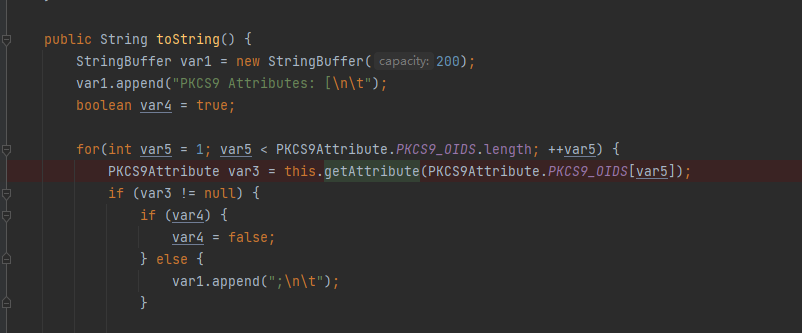 public String toString() {
StringBuffer var1 = new StringBuffer( capacity: 200);
var1.append("PKCS9 Attributes: [\n\t");
boolean var4 = true;
for(int var5 = 1; var5 < PKCS9Attribute.PKCS9_OIDS.length; ++var5) {
PKCS9Attribute var3 = this.getAttribute(PKCS9Attribute.PKCS9_OIDS[var5]);
if (var3 != null) {
if (var4) {
var4 = false;
} else {
var1.append(";\n\t");
}